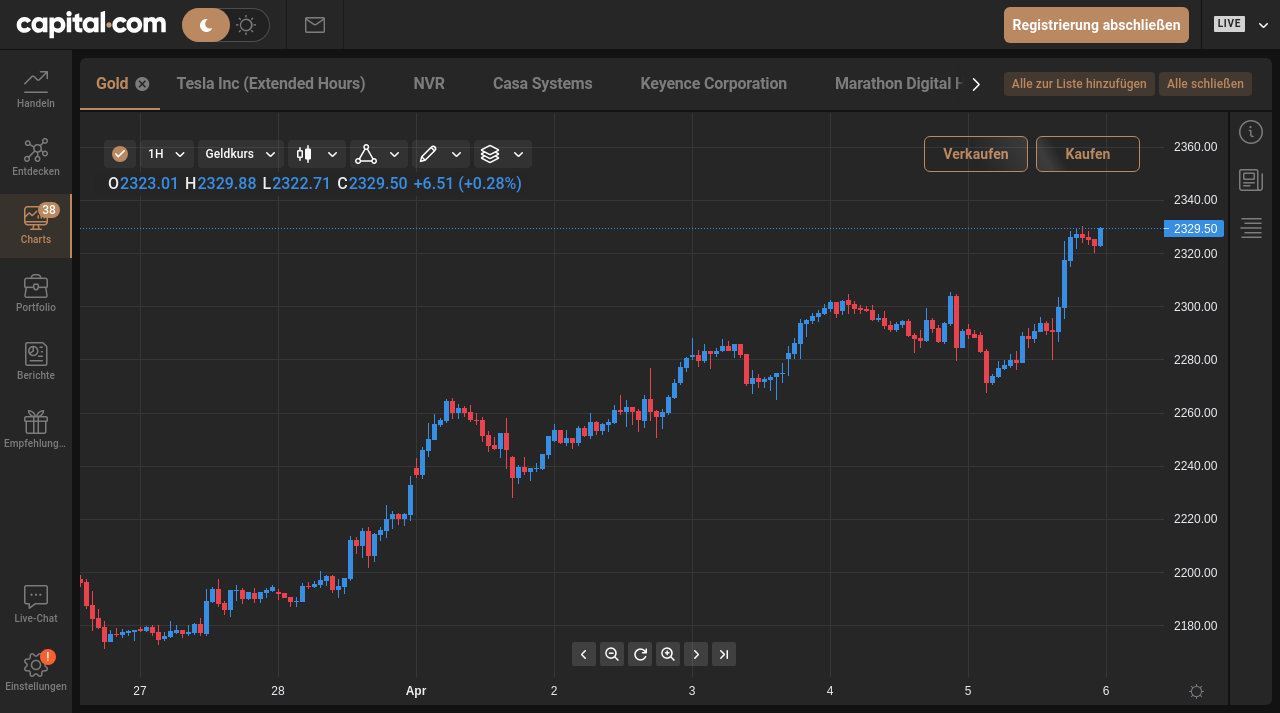 capital.com
Registrierung abschließen
LIVE
Gold
Tesla Inc (Extended Hours)
NVR
Casa Systems
Keyence Corporation
Marathon Digital H
Alle zur Liste hinzufügen
Alle schließen
Handeln
Entdecken
38
Charts
Portfolio
Berichte
Empfehlung...
Live-Chat
!
Einstellungen
1H
Geldkurs
Verkaufen
Kaufen
O2323.01 H2329.88 L2322.71 C2329.50 +6.51 (+0.28%)
2360.00
2340.00
2329.50
2320.00
2300.00
2280.00
2260.00
2240.00
2220.00
2200.00
2180.00
27 28 Apr 2 3 4 5 6